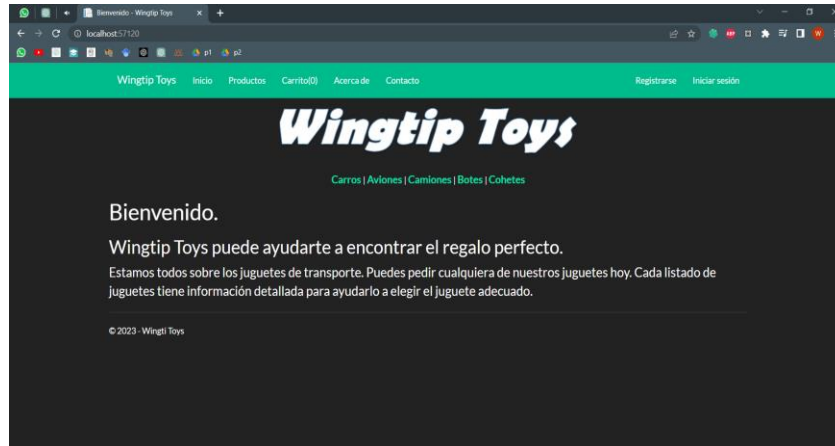 Bienvenido - Wingtip Toys
localhost:57120
p1 p2
Wingtip Toys Inicio Productos Carrito(0) Acerca de Contacto Registrarse Iniciar sesión
Wingtip Toys
Carros | Aviones | Camiones | Botes | Cohetes
Bienvenido.
Wingtip Toys puede ayudarte a encontrar el regalo perfecto.
Estamos todos sobre los juguetes de transporte. Puedes pedir cualquiera de nuestros juguetes hoy. Cada listado de
juguetes tiene información detallada para ayudarlo a elegir el juguete adecuado.
© 2023 - Wingti Toys